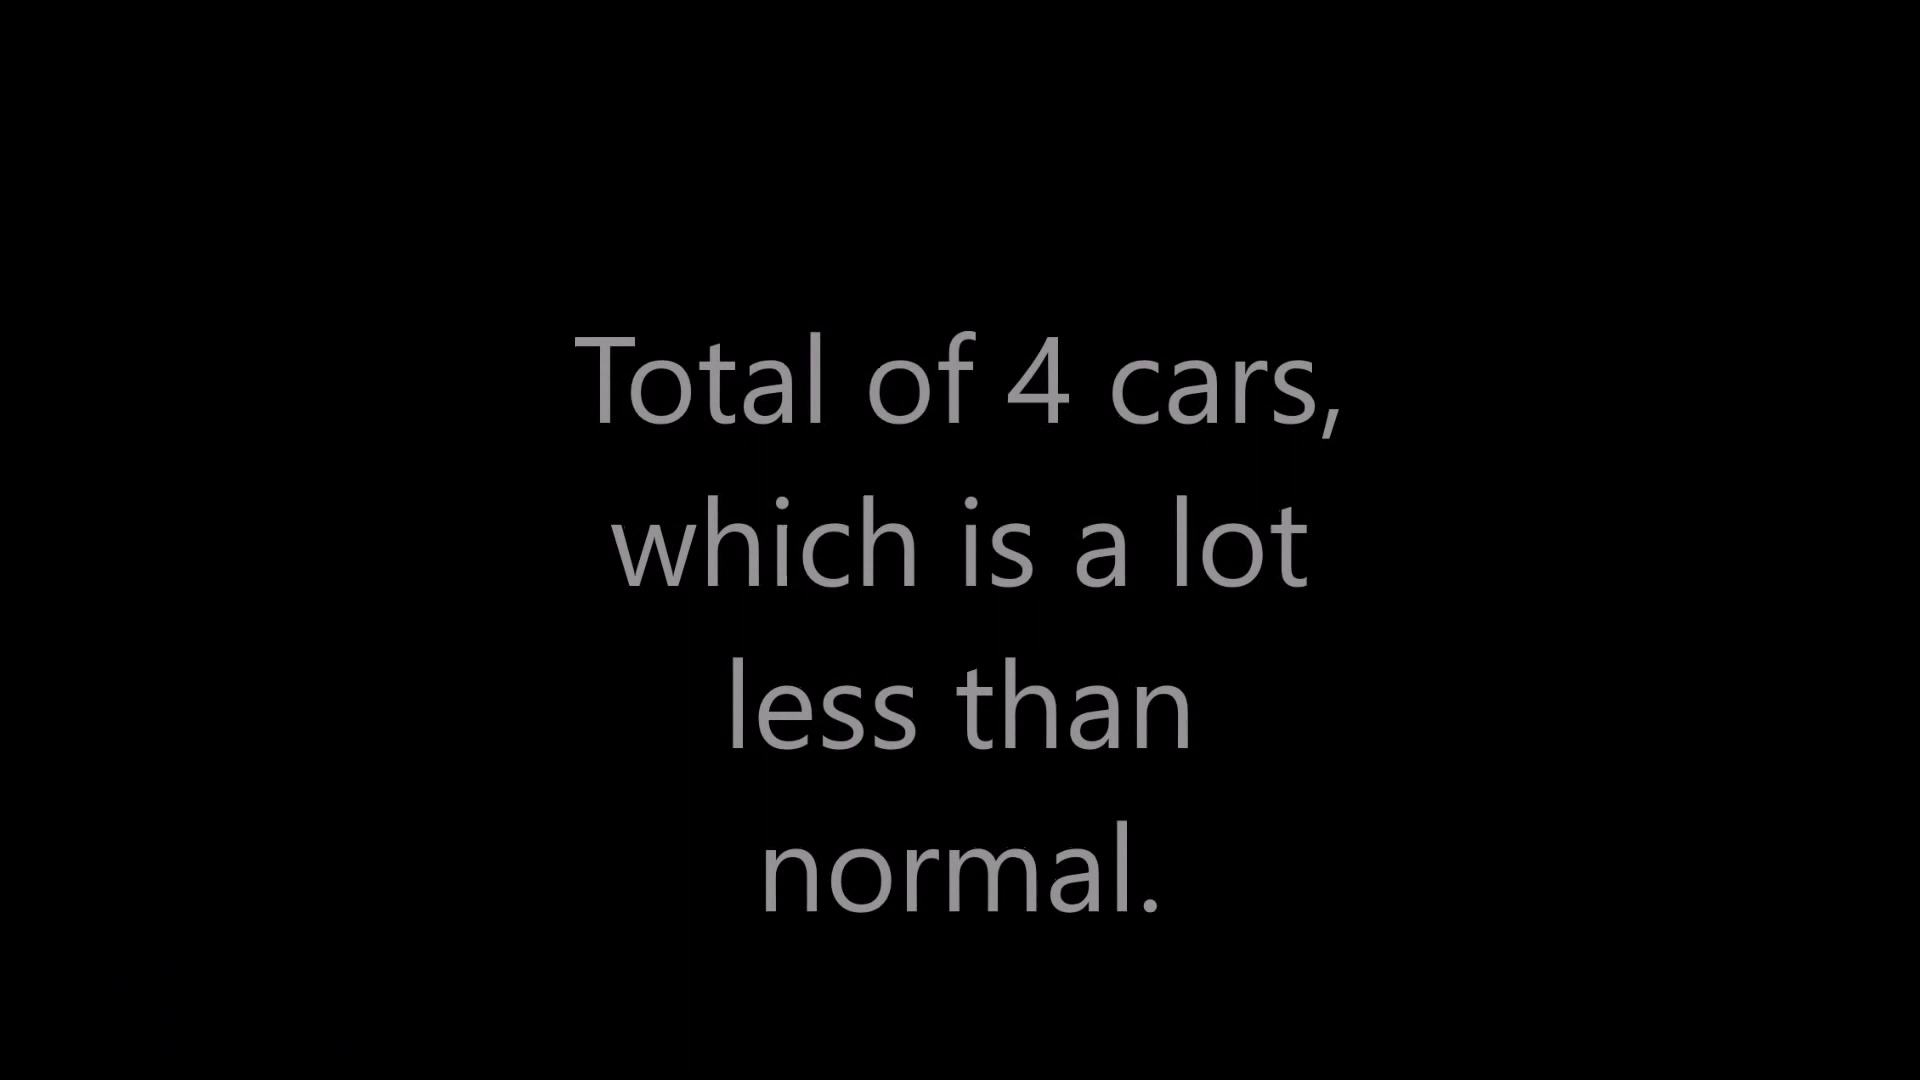 Total of 4 cars,
which is a lot
less than
normal.